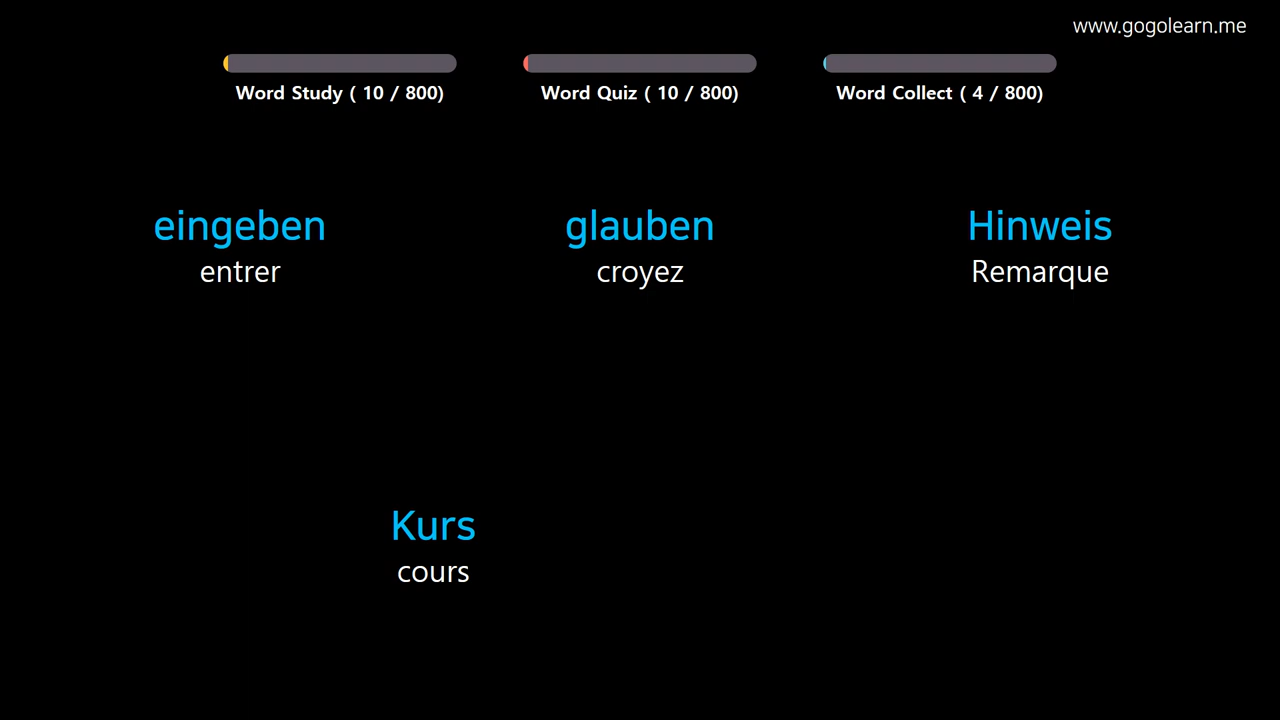 www.gogolearn.me
Word Study ( 10 / 800)
Word Quiz ( 10 / 800)
Word Collect ( 4 / 800)
eingeben
entrer
glauben
croyez
Hinweis
Remarque
Kurs
cours